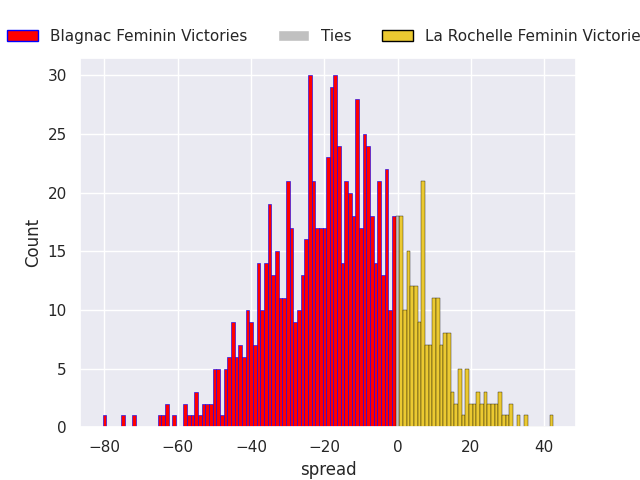 Blagnac Feminin Victories Ties La Rochelle Feminin Victorie
30
25
20
15
10
5
0
Count
−80 −60 −40 −20 0 20 40
spread